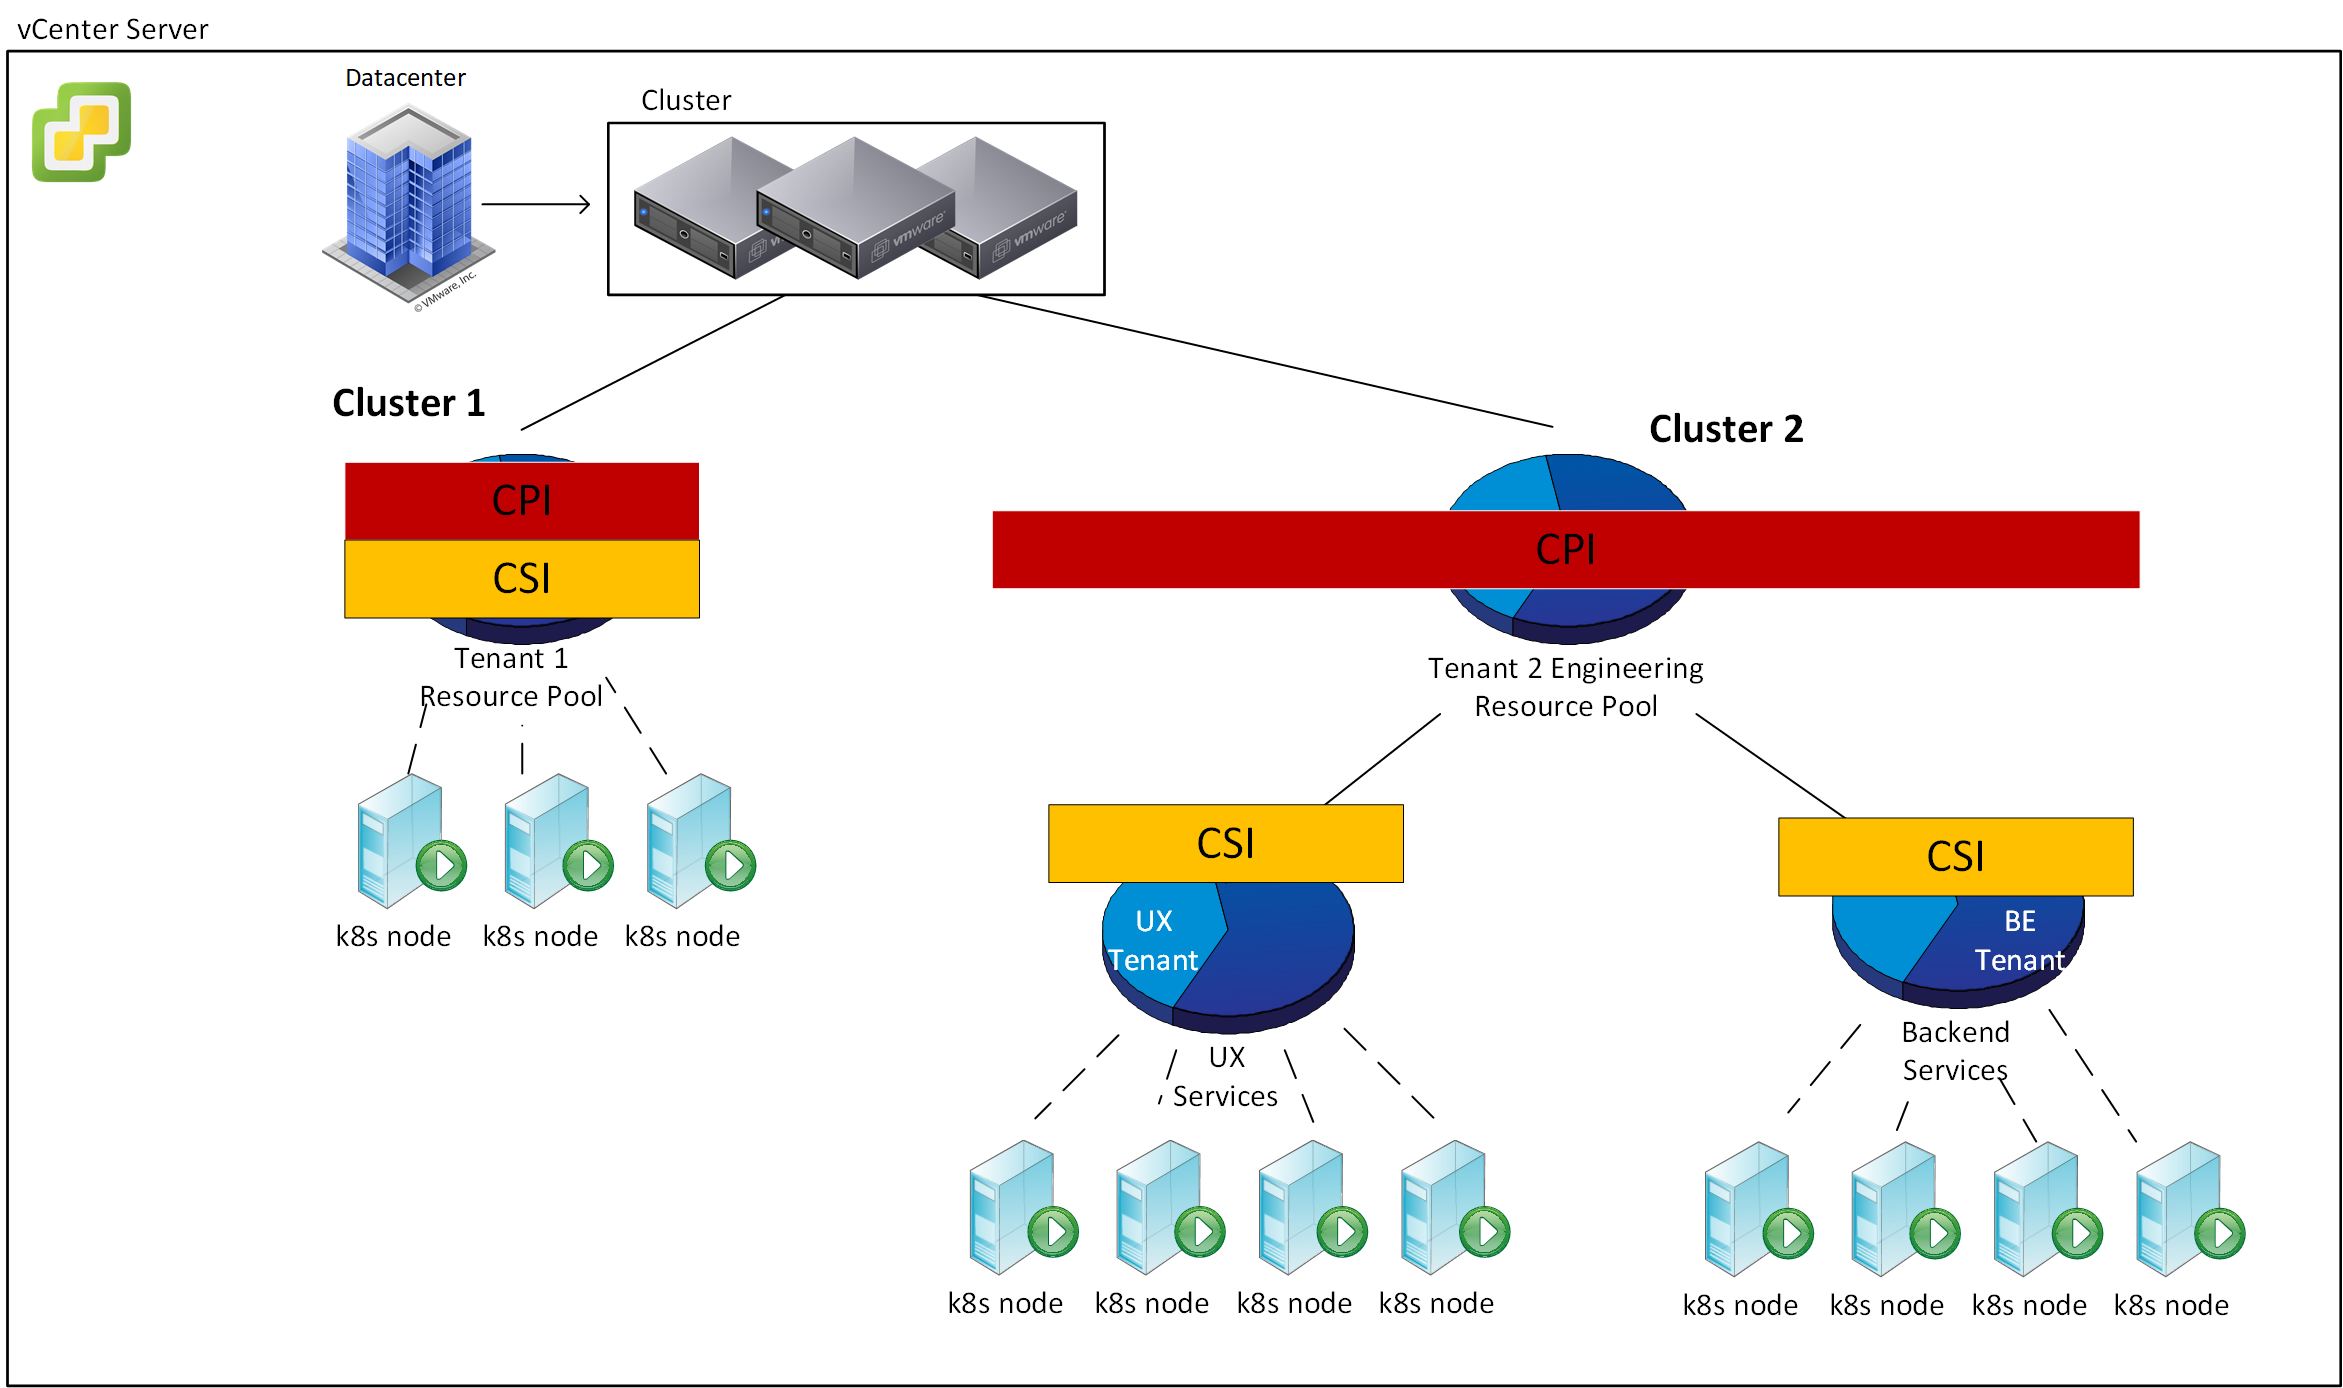 vCenter Server
Datacenter
Cluster
vm
vmware
vmware
© VMware, Inc.
Cluster 1
Cluster 2
CPI
CSI
CPI
Tenant 1
Resource Pool
Tenant 2 Engineering
Resource Pool
k8s node
k8s node
k8s node
CSI
CSI
UX
Tenant
BE
Tenant
UX
Services
Backend
Services
k8s node
k8s node
k8s node
k8s node
k8s node
k8s node
k8s node
k8s node